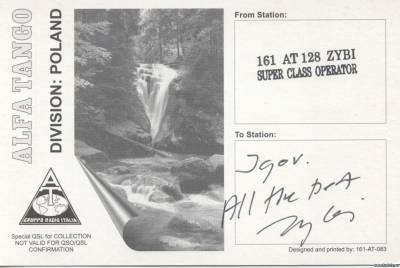 ALFA TANGO
DIVISION: POLAND
GRUPPO RADIO ITALIA
Special QSL for COLLECTION
NOT VALID FOR QSO/QSL
CONFIRMATION
From Station:
161 AT 128 ZYBI
SUPER CLASS OPERATOR
To Station:
Igor.
All the best
Designed and printed by: 161-AT-083